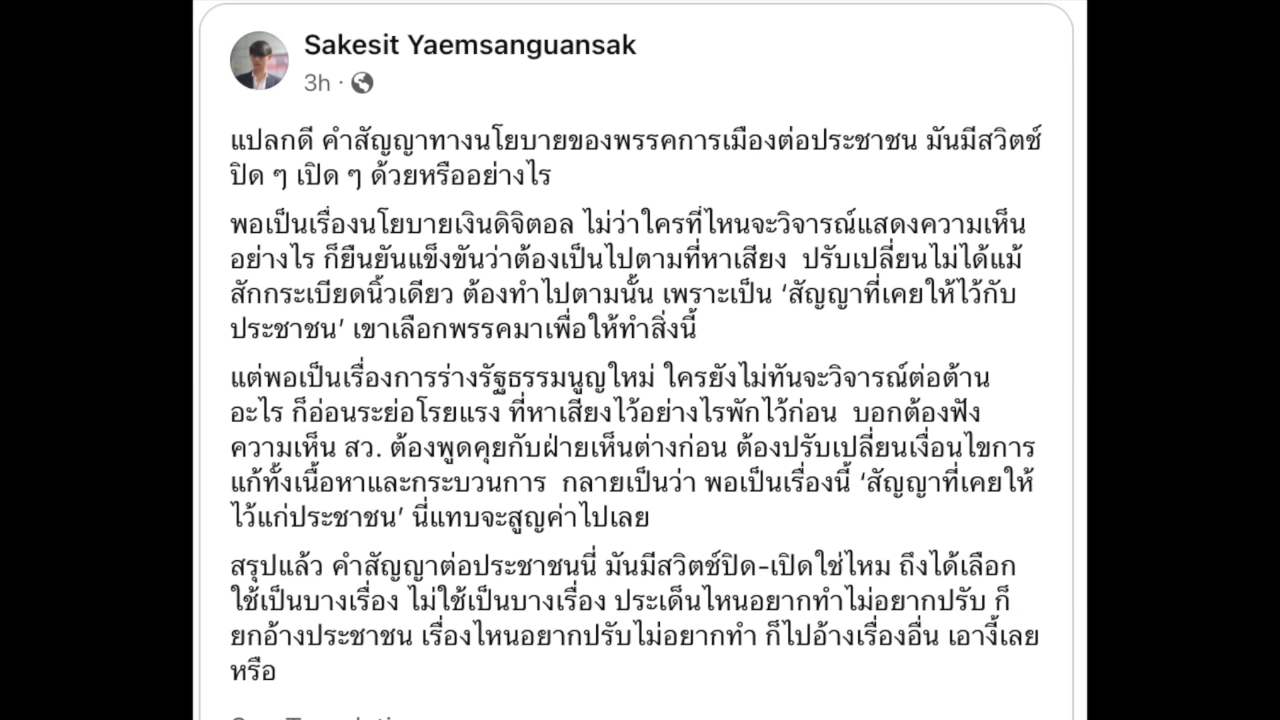 Sakesit Yaemsanguansak
3h ·
แปลกดี คำสัญญาทางนโยบายของพรรคการเมืองต่อประชาชน มันมีสวิตช์
ปิด ๆ เปิด ๆ ด้วยหรืออย่างไร
พอเป็นเรื่องนโยบายเงินดิจิตอล ไม่ว่าใครที่ไหนจะวิจารณ์แสดงความเห็น
อย่างไร ก็ยืนยันแข็งขันว่าต้องเป็นไปตามที่หาเสียง ปรับเปลี่ยนไม่ได้แม้
สักกระเบียดนิ้วเดียว ต้องทำไปตามนั้น เพราะเป็น ‘สัญญาที่เคยให้ไว้กับ
ประชาชน’ เขาเลือกพรรคมาเพื่อให้ทำสิ่งนี้
แต่พอเป็นเรื่องการร่างรัฐธรรมนูญใหม่ ใครยังไม่ทันจะวิจารณ์ต่อต้าน
อะไร ก็อ่อนระย่อโรยแรง ที่หาเสียงไว้อย่างไรพักไว้ก่อน บอกต้องฟัง
ความเห็น สว. ต้องพูดคุยกับฝ่ายเห็นต่างก่อน ต้องปรับเปลี่ยนเงื่อนไขการ
แก้ทั้งเนื้อหาและกระบวนการ กลายเป็นว่า พอเป็นเรื่องนี้ ‘สัญญาที่เคยให้
ไว้แก่ประชาชน’ นี่แทบจะสูญค่าไปเลย
สรุปแล้ว คำสัญญาต่อประชาชนนี่ มันมีสวิตช์ปิด-เปิดใช่ไหม ถึงได้เลือก
ใช้เป็นบางเรื่อง ไม่ใช้เป็นบางเรื่อง ประเด็นไหนอยากทำไม่อยากปรับ ก็
ยกอ้างประชาชน เรื่องไหนอยากปรับไม่อยากทำ ก็ไปอ้างเรื่องอื่น เอางี้เลย
หรือ